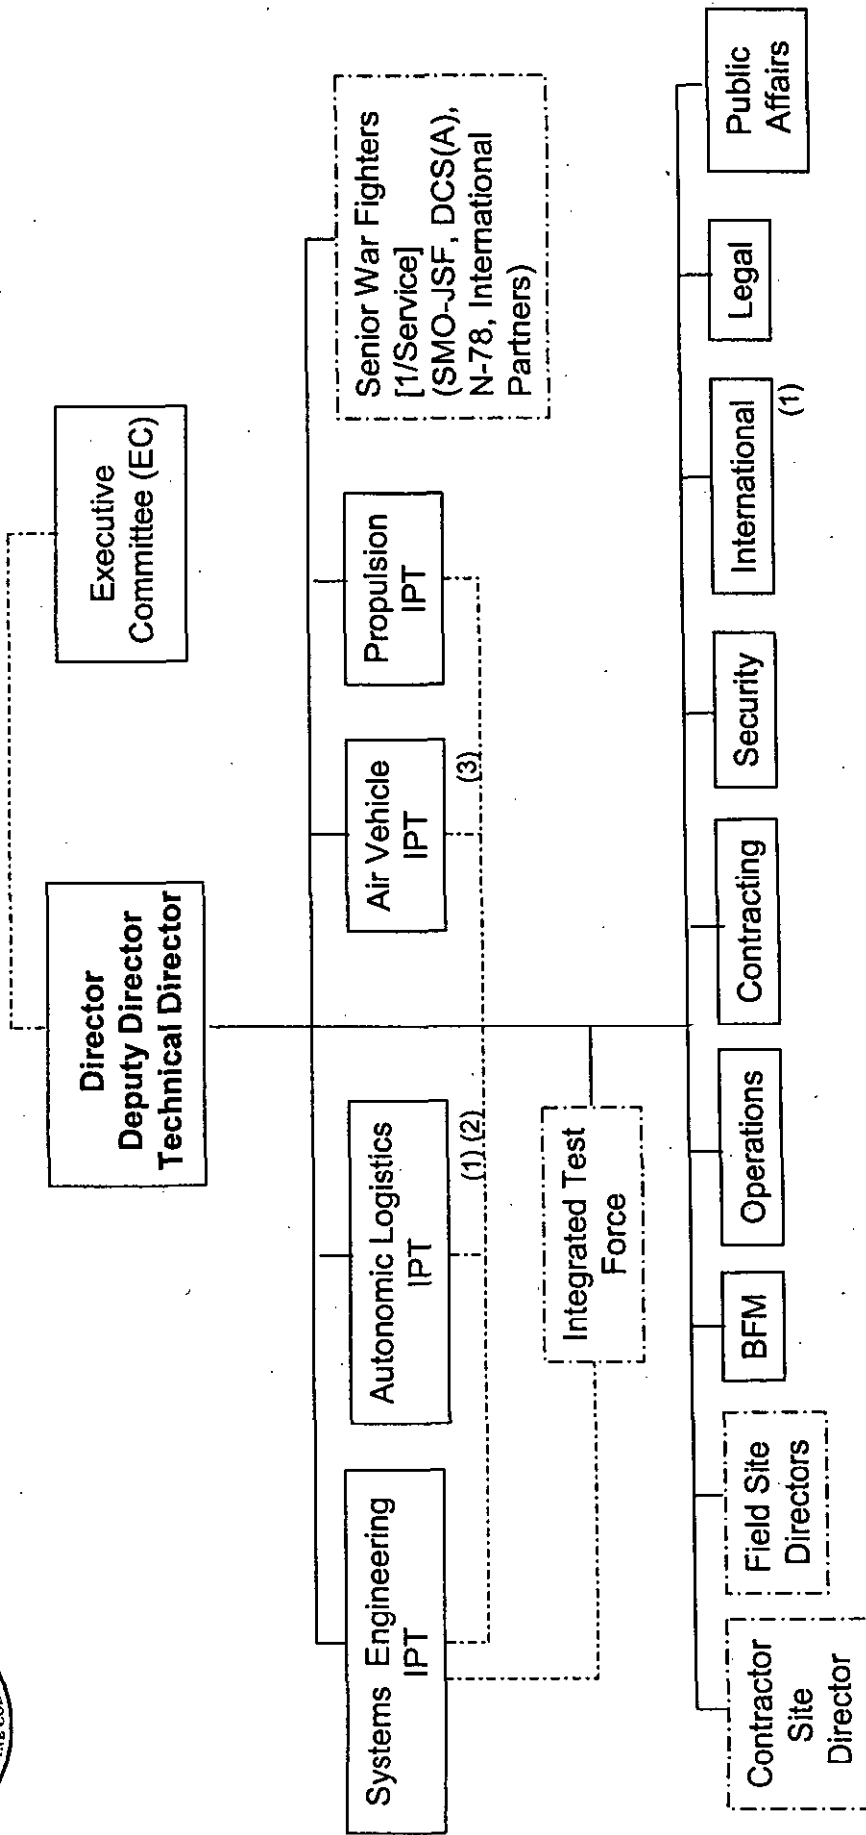 Director
Deputy Director
Technical Director
Executive
Committee (EC)
Systems Engineering
IPT
Autonomic Logistics
IPT
(1) (2)
Air Vehicle
IPT
(3)
Propulsion
IPT
Senior War Fighters
[1/Service]
(SMO-JSF, DCS(A),
N-78, International
Partners)
Integrated Test
Force
Contractor
Site
Director
Field Site
Directors
BFM
Operations
Contracting
Security
International
(1)
Legal
Public
Affairs